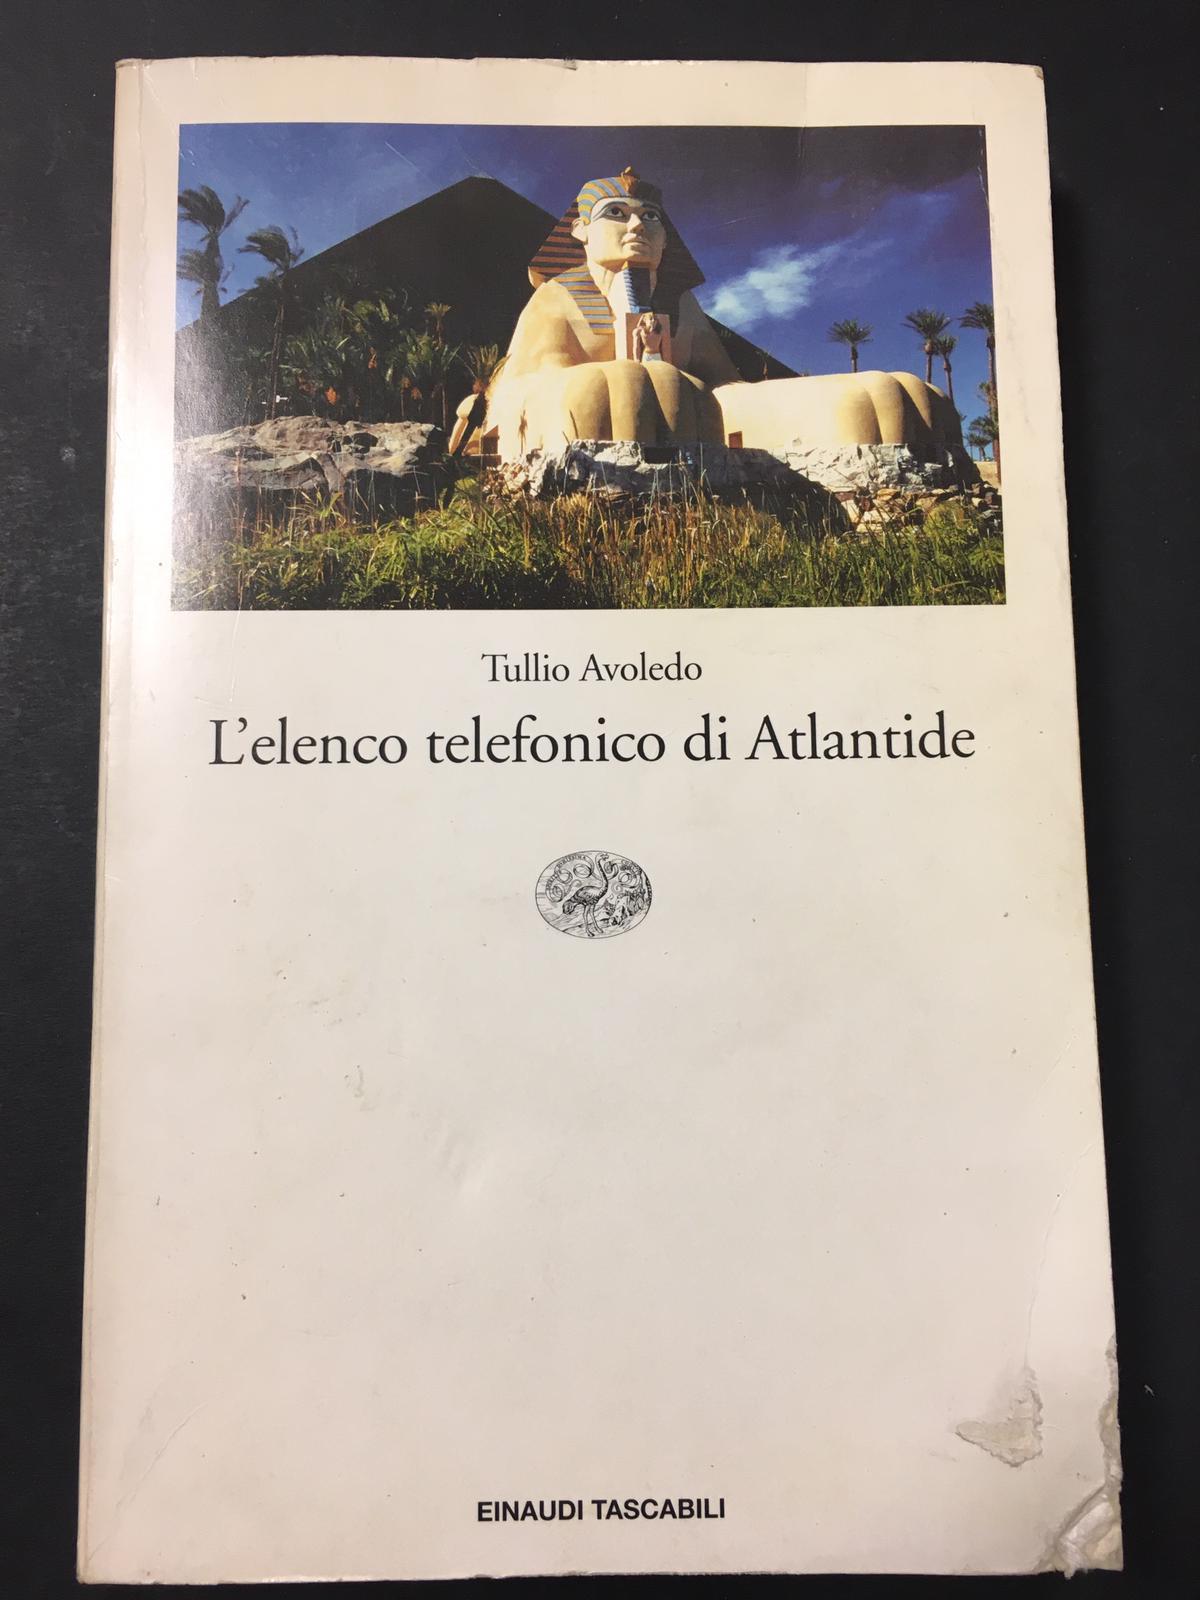 Tullio Avoledo
L'elenco telefonico di Atlantide
EINAUDI TASCABILI